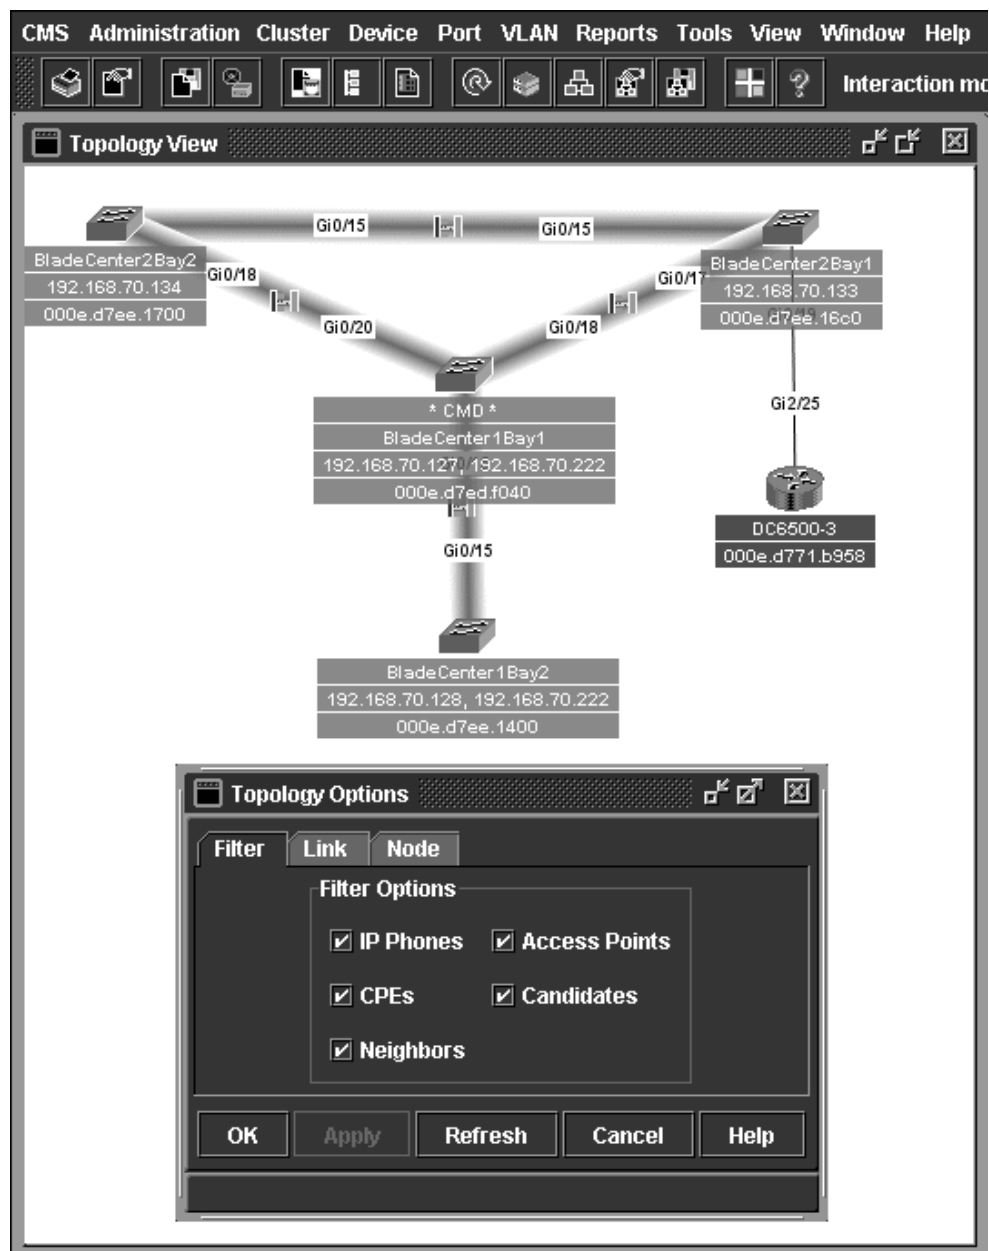 CMS Administration Cluster Device Port VLAN Reports Tools View Window Help
Interaction mo
Topology View
Gi0/15
Gi0/15
BladeCenter2Bay2
192.168.70.134
000e.d7ee.1700
Gi0/18
Gi0/20
Gi0/18
Gi0/17
BladeCenter2Bay1
192.168.70.133
000e.d7ee.16c0
* CMD *
BladeCenter1Bay1
192.168.70.127, 192.168.70.222
000e.d7ed.f040
Gi2/25
DC6500-3
000e.d771.b958
Gi0/15
BladeCenter1Bay2
192.168.70.128, 192.168.70.222
000e.d7ee.1400
Topology Options
Filter Link Node
Filter Options
IP Phones Access Points
CPEs Candidates
Neighbors
OK Apply Refresh Cancel Help